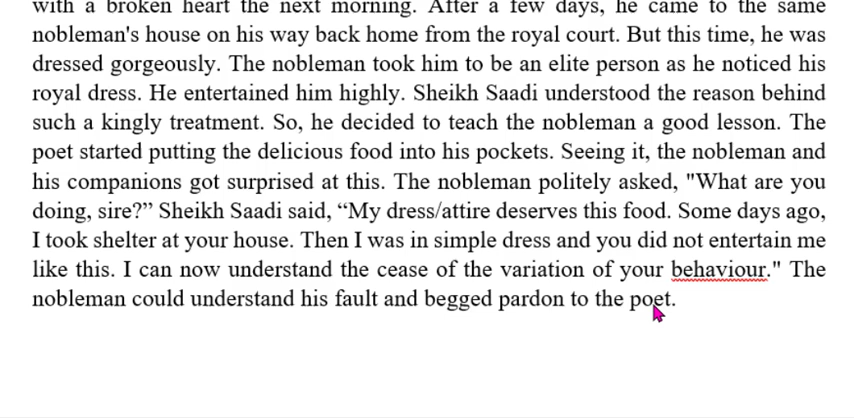 with a broken heart the next morning. After a few days, he came to the same
nobleman's house on his way back home from the royal court. But this time, he was
dressed gorgeously. The nobleman took him to be an elite person as he noticed his
royal dress. He entertained him highly. Sheikh Saadi understood the reason behind
such a kingly treatment. So, he decided to teach the nobleman a good lesson. The
poet started putting the delicious food into his pockets. Seeing it, the nobleman and
his companions got surprised at this. The nobleman politely asked, "What are you
doing, sire?” Sheikh Saadi said, “My dress/attire deserves this food. Some days ago,
I took shelter at your house. Then I was in simple dress and you did not entertain me
like this. I can now understand the cease of the variation of your behaviour." The
nobleman could understand his fault and begged pardon to the poet.